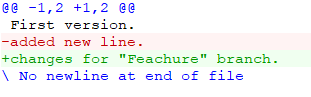 @@ -1,2 +1,2 @@
 First version.
-added new line.
+changes for "Feachure" branch.
\ No newline at end of file